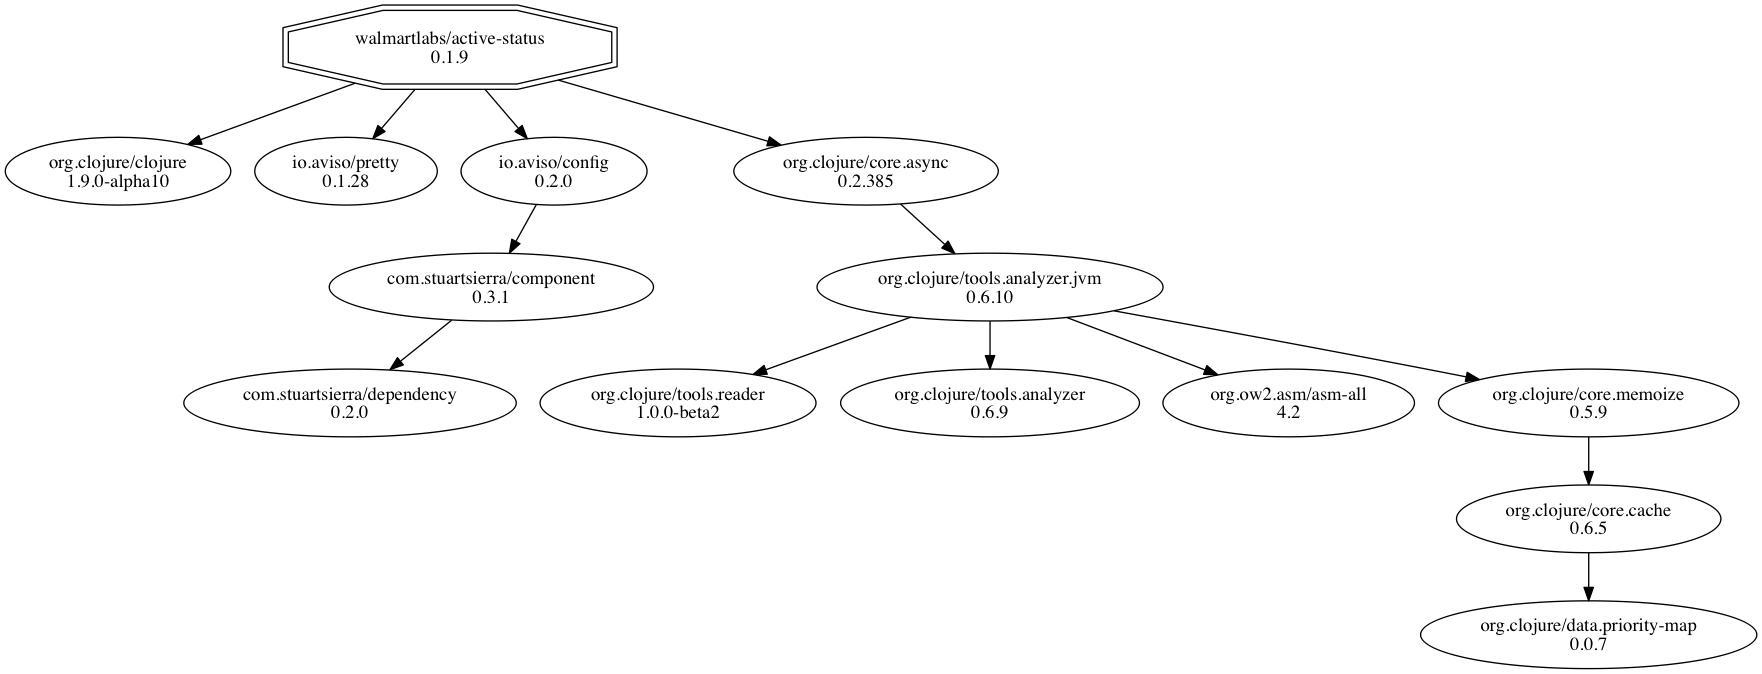 walmartlabs/active-status
0.1.9
org.clojure/clojure
1.9.0-alpha10
io.aviso/pretty
0.1.28
io.aviso/config
0.2.0
org.clojure/core.async
0.2.385
com.stuartsierra/component
0.3.1
org.clojure/tools.analyzer.jvm
0.6.10
com.stuartsierra/dependency
0.2.0
org.clojure/tools.reader
1.0.0-beta2
org.clojure/tools.analyzer
0.6.9
org.ow2.asm/asm-all
4.2
org.clojure/core.memoize
0.5.9
org.clojure/core.cache
0.6.5
org.clojure/data.priority-map
0.0.7